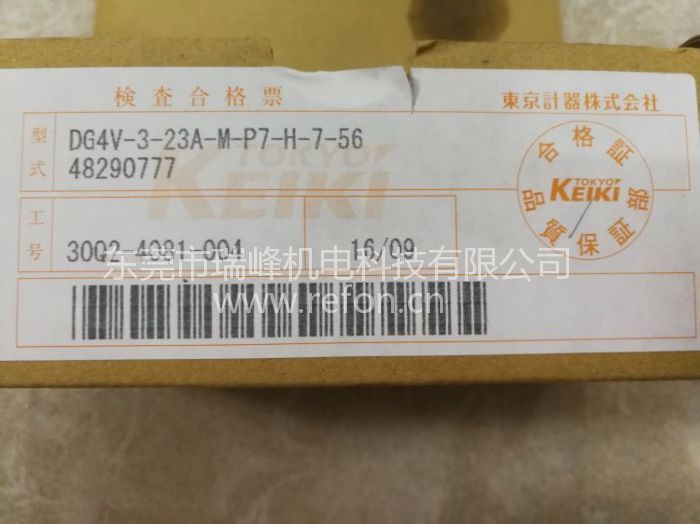 検査合格票
東京計器株式会社
型式
DG4V-3-23A-M-P7-H-7-56
48290777
TOKYO
KEIKI
合格証
TOKYO
KEIKI
品質保証
工号
30Q2-4081-004
16/09
东莞市瑞峰机电科技有限公司
www.refon.cn